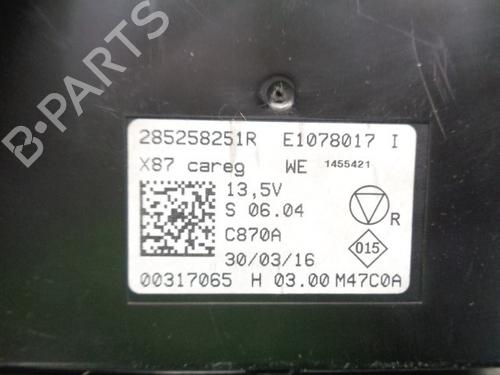 285258251R E1078017 I
X87 careg WE 1455421
13,5V
S 06.04
R
C870A
015
30/03/16
00317065 H 03.00 M47C0A
B-PARTS